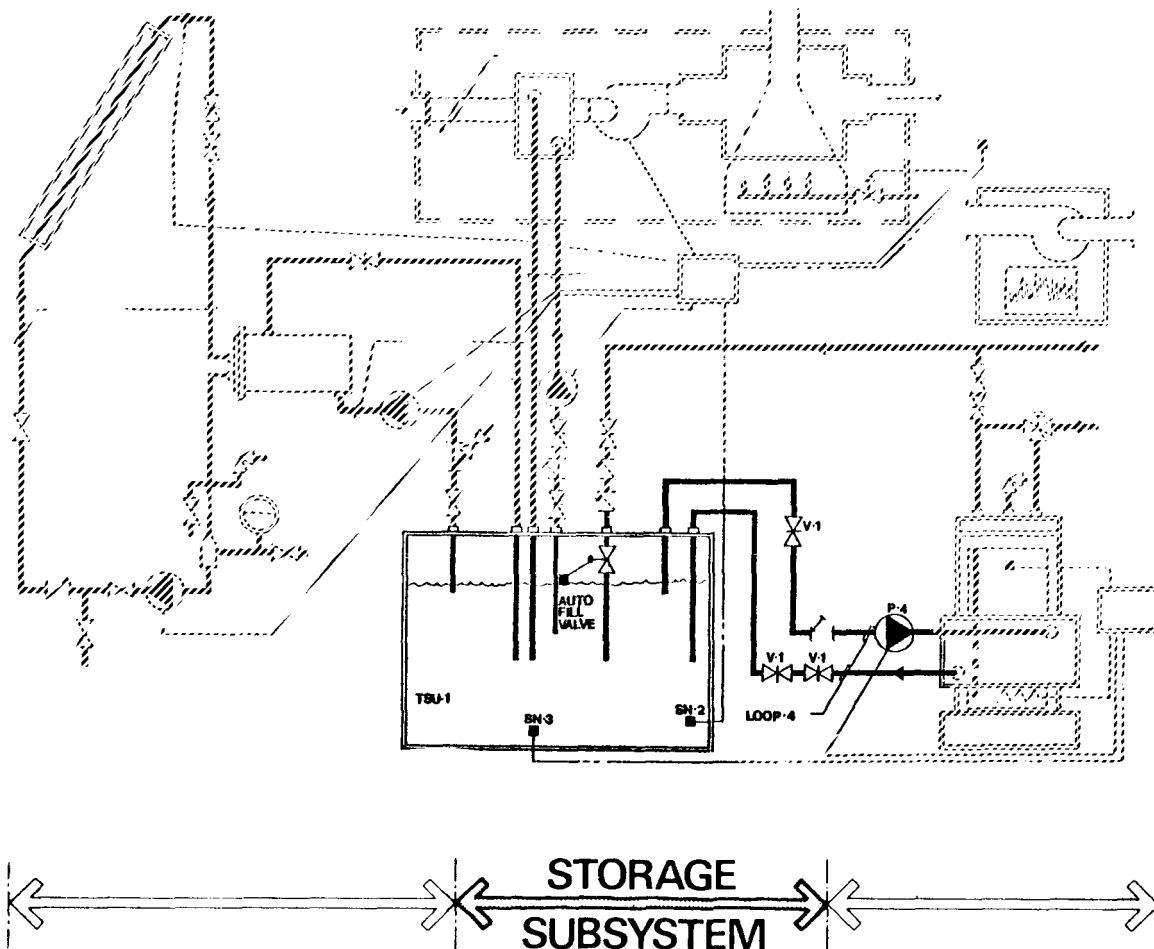 V·1
AUTO
FILL
VALVE
P·4
V·1 V·1
TSU·1
SN·3
SN·2
LOOP·4
STORAGE
SUBSYSTEM